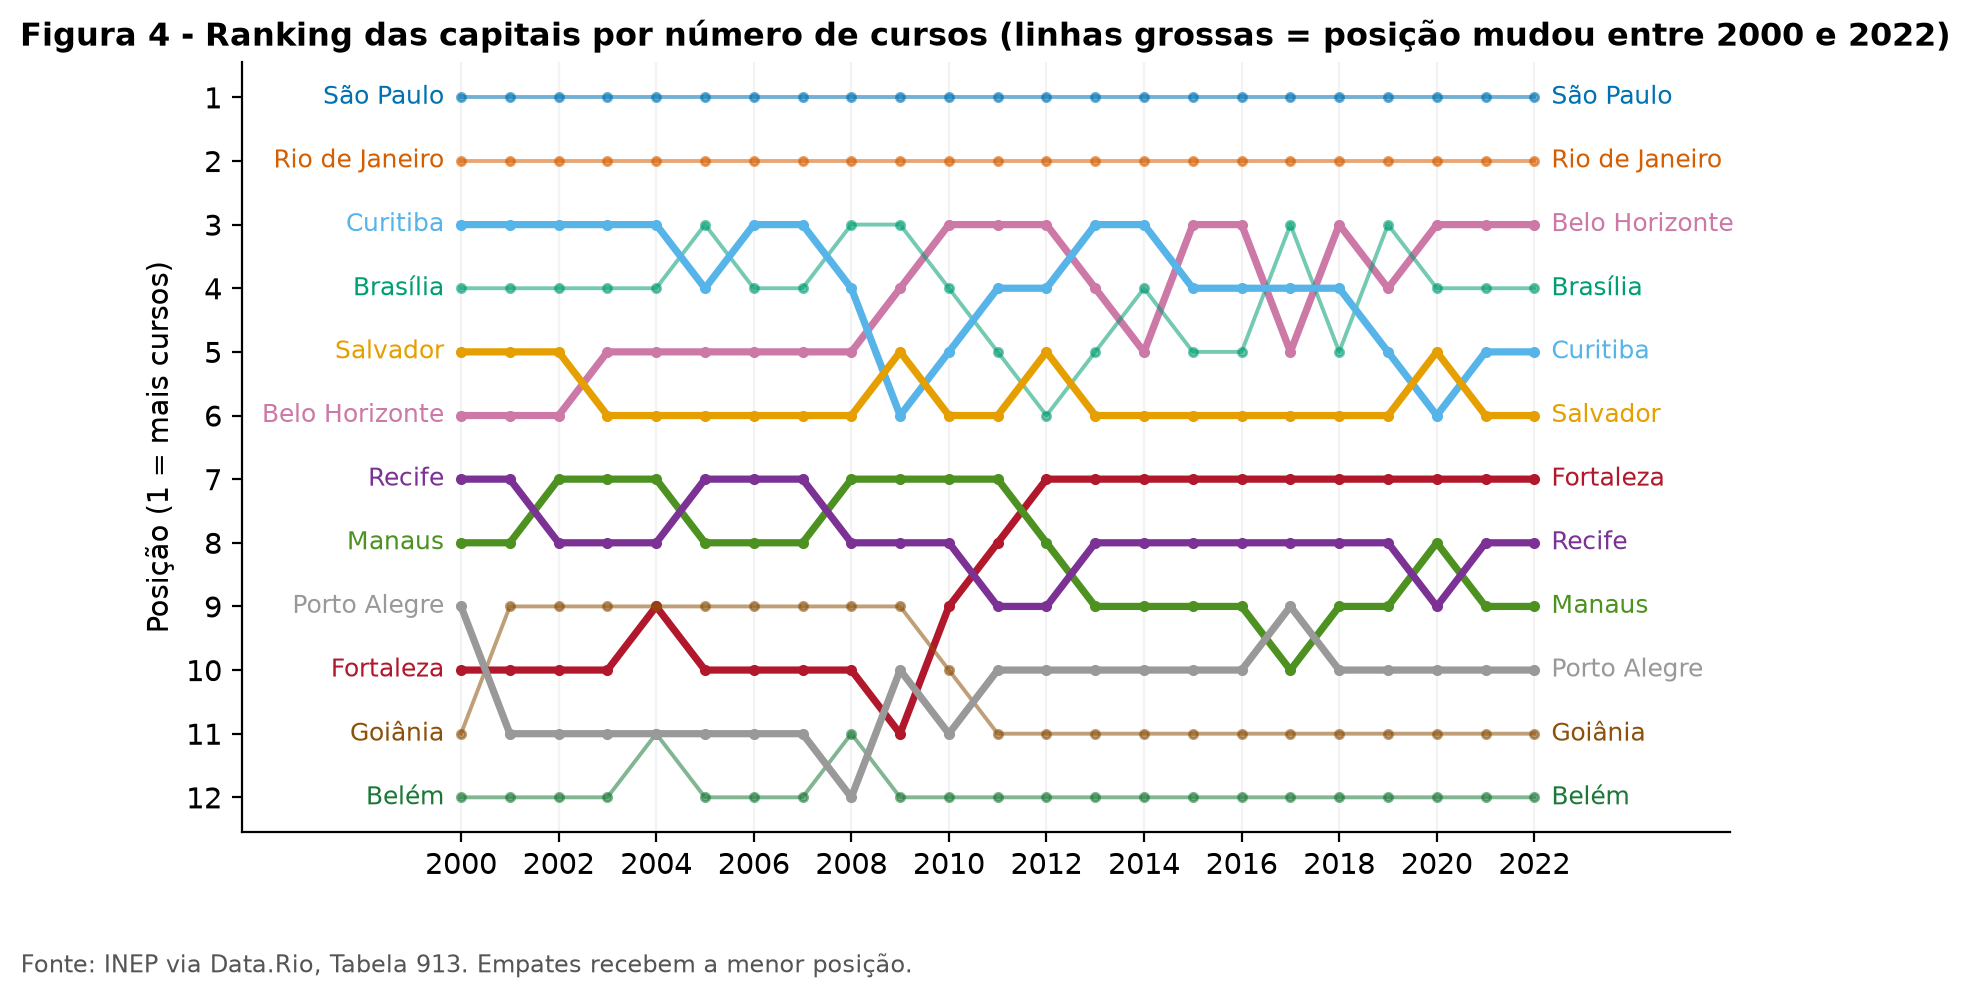 Figura 4 - Ranking das capitais por número de cursos (linhas grossas = posição mudou entre 2000 e 2022)
Posição (1 = mais cursos)
1 São Paulo São Paulo
2 Rio de Janeiro Rio de Janeiro
3 Curitiba Belo Horizonte
4 Brasília Brasília
5 Salvador Curitiba
6 Belo Horizonte Salvador
7 Recife Fortaleza
8 Manaus Recife
9 Porto Alegre Manaus
10 Fortaleza Porto Alegre
11 Goiânia Goiânia
12 Belém Belém
2000 2002 2004 2006 2008 2010 2012 2014 2016 2018 2020 2022
Fonte: INEP via Data.Rio, Tabela 913. Empates recebem a menor posição.